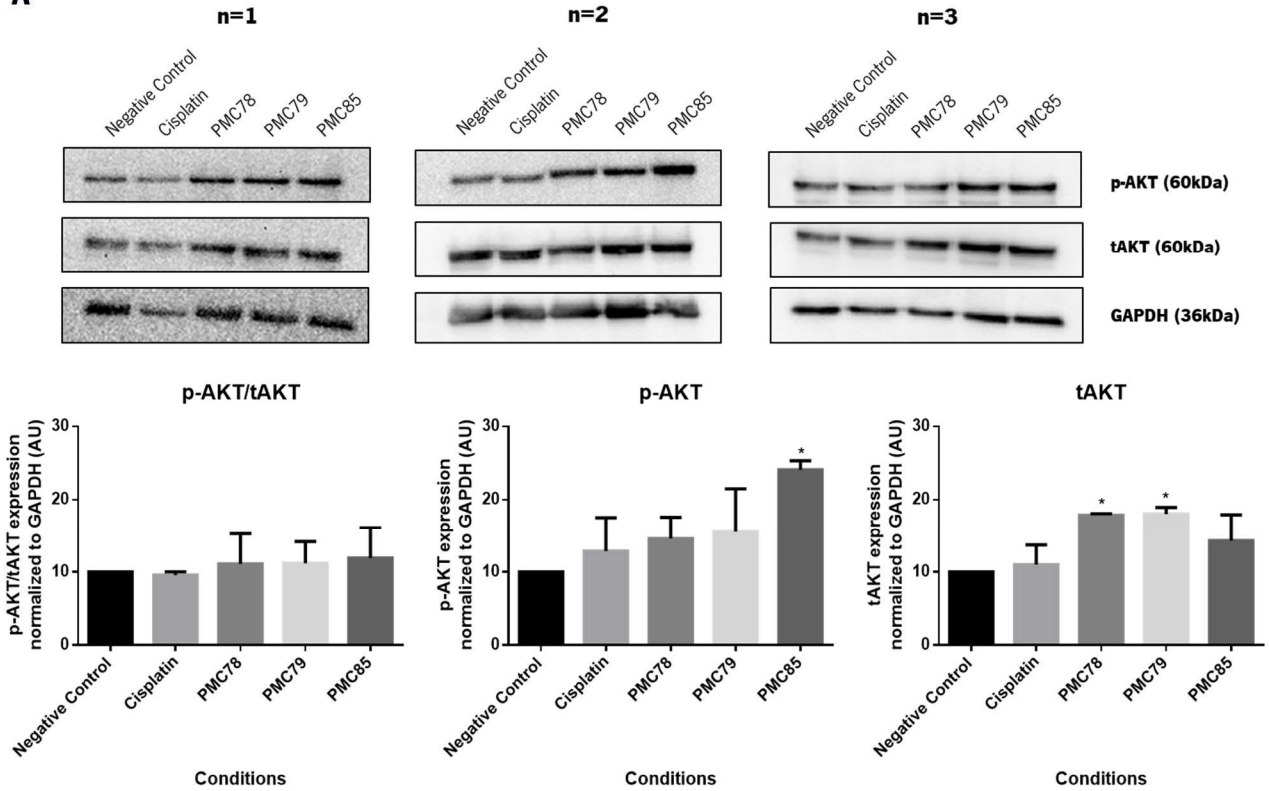 A
n=1
n=2
n=3
Negative Control
Cisplatin
PMC78
PMC79
PMC85
Negative Control
Cisplatin
PMC78
PMC79
PMC85
Negative Control
Cisplatin
PMC78
PMC79
PMC85
p-AKT (60kDa)
tAKT (60kDa)
GAPDH (36kDa)
p-AKT/tAKT
p-AKT/tAKT expression
normalized to GAPDH (AU)
30
20
10
0
Negative Control
Cisplatin
PMC78
PMC79
PMC85
Conditions
p-AKT
p-AKT expression
normalized to GAPDH (AU)
30
20
10
0
*
Negative Control
Cisplatin
PMC78
PMC79
PMC85
Conditions
tAKT
tAKT expression
normalized to GAPDH (AU)
30
20
10
0
*
*
Negative Control
Cisplatin
PMC78
PMC79
PMC85
Conditions